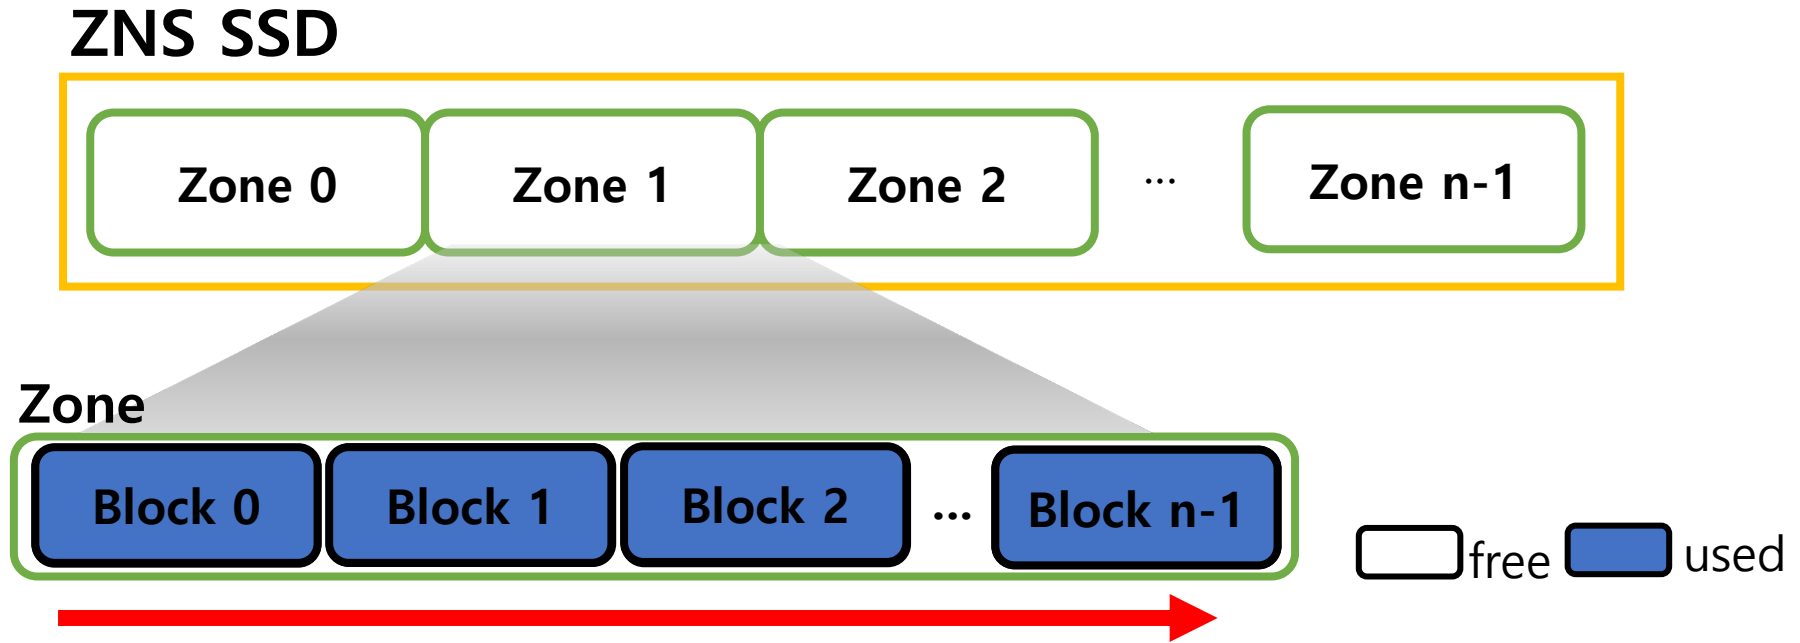 ZNS SSD
Zone 0 Zone 1 Zone 2 ... Zone n-1
Zone
Block 0 Block 1 Block 2 ... Block n-1
free used